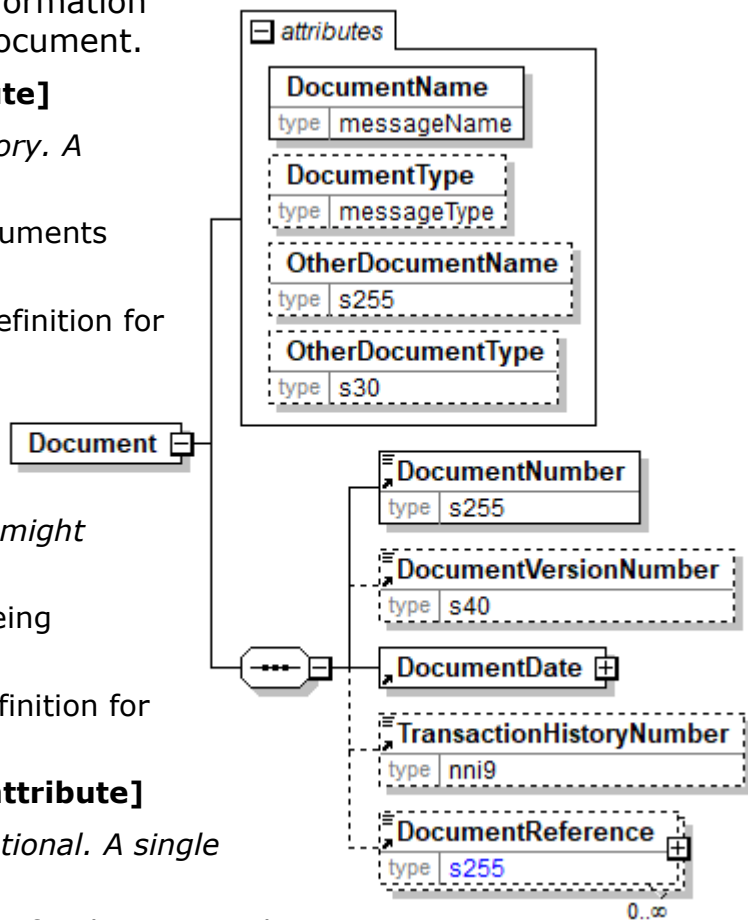 ormation
ocument.
te]
ory. A
uments
efinition for
might
eing
finition for
attribute]
tional. A single
attributes
DocumentName
type messageName
DocumentType
type messageType
OtherDocumentName
type s255
OtherDocumentType
type s30
Document
DocumentNumber
type s255
DocumentVersionNumber
type s40
DocumentDate
TransactionHistoryNumber
type nni9
DocumentReference
type s255
0..∞